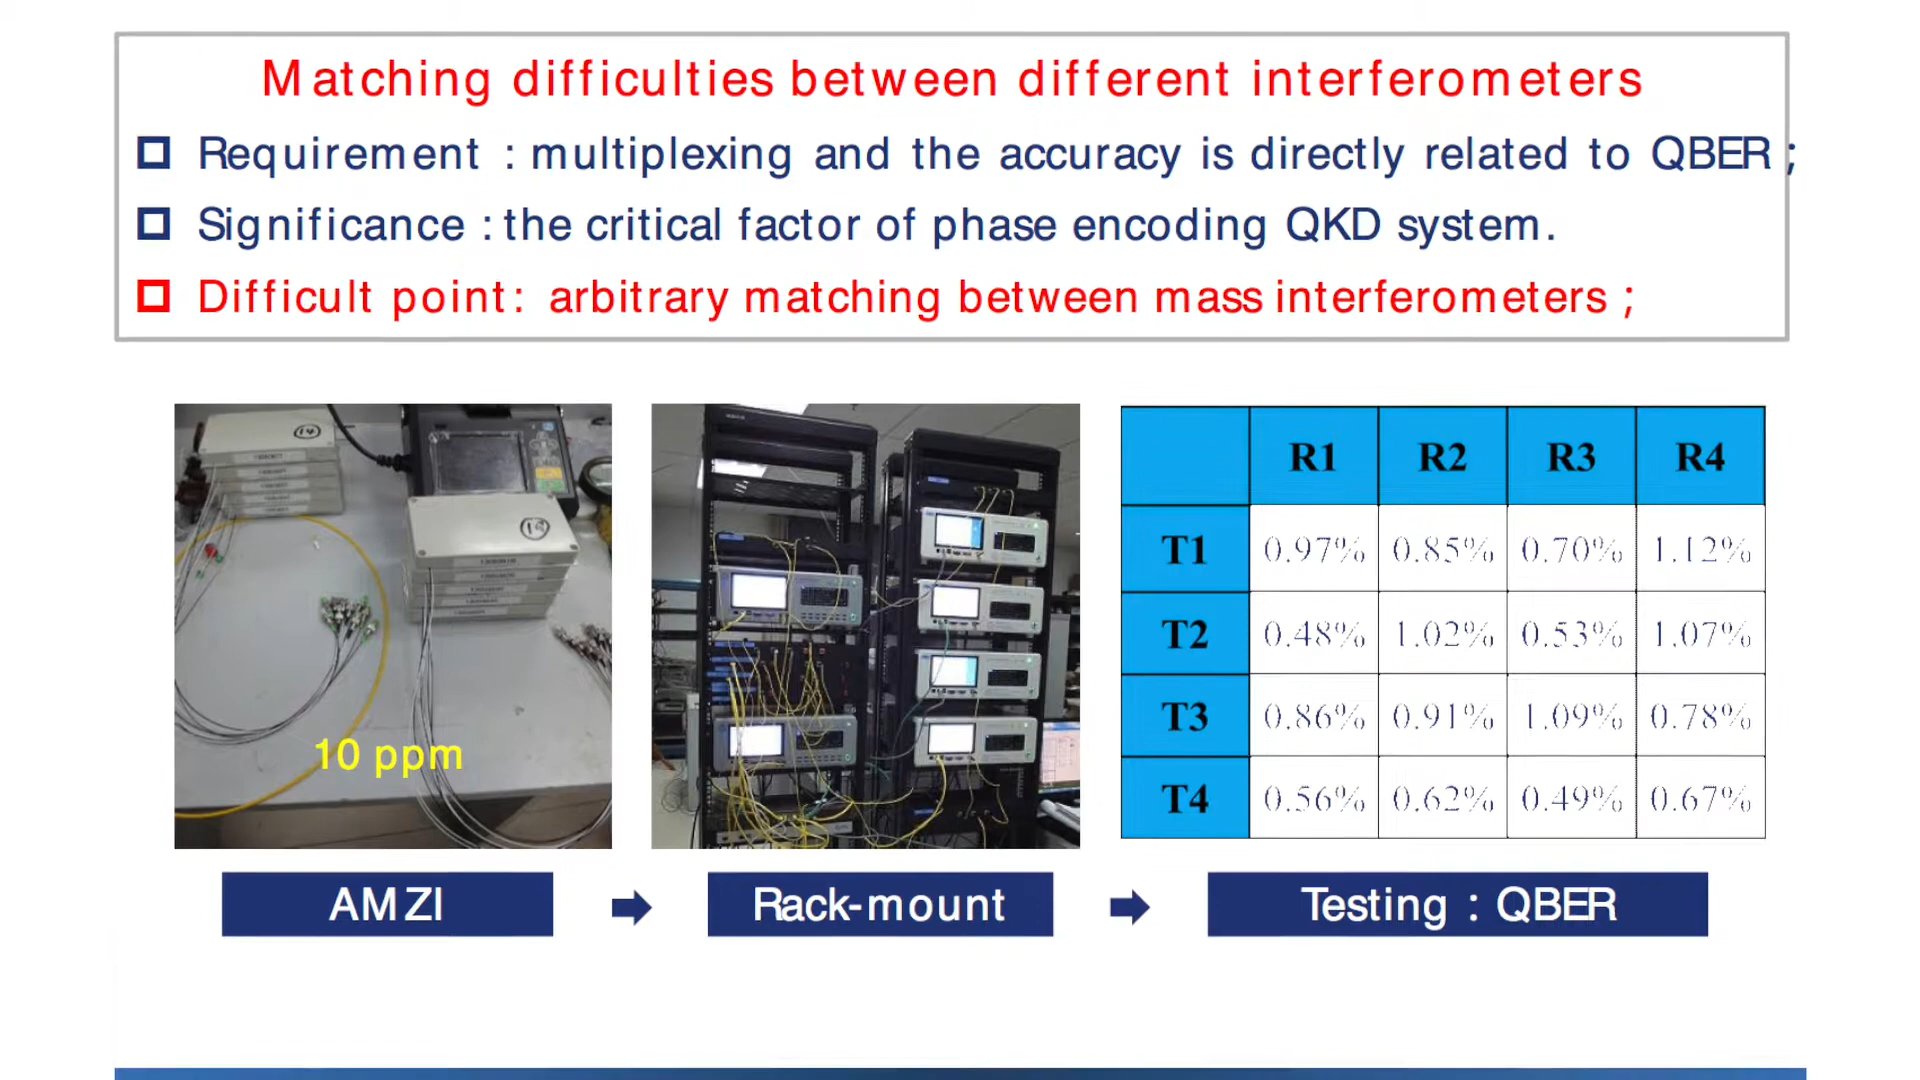 Matching difficulties between different interferometers
Requirement : multiplexing and the accuracy is directly related to QBER ;
Significance : the critical factor of phase encoding QKD system.
Difficult point : arbitrary matching between mass interferometers ;
14
19
10 ppm
R1 R2 R3 R4
T1 0.97% 0.85% 0.70% 1.12%
T2 0.48% 1.02% 0.53% 1.07%
T3 0.86% 0.91% 1.09% 0.78%
T4 0.56% 0.62% 0.49% 0.67%
AMZI
Rack-mount
Testing : QBER